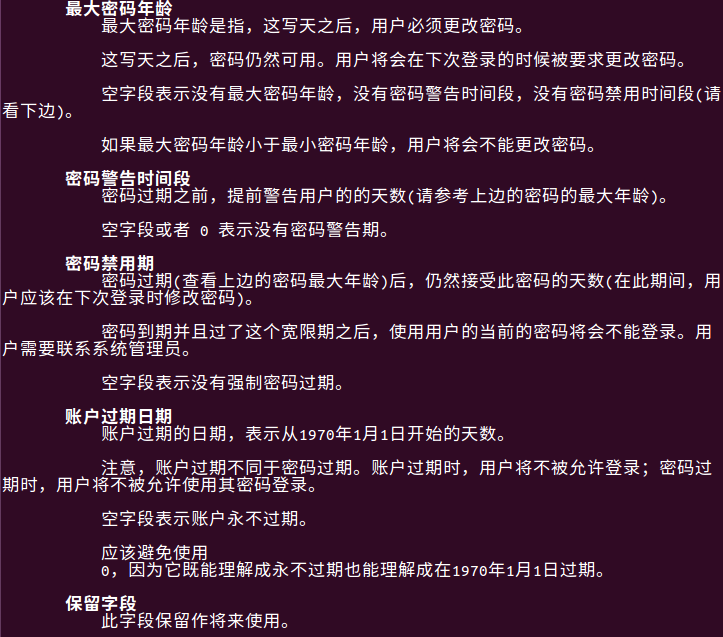 最大密码年龄
最大密码年龄是指，这写天之后，用户必须更改密码。
这写天之后，密码仍然可用。用户将会在下次登录的时候被要求更改密码。
空字段表示没有最大密码年龄，没有密码警告时间段，没有密码禁用时间段(请
看下边)。
如果最大密码年龄小于最小密码年龄，用户将会不能更改密码。
密码警告时间段
密码过期之前，提前警告用户的的天数(请参考上边的密码的最大年龄)。
空字段或者 0 表示没有密码警告期。
密码禁用期
密码过期(查看上边的密码最大年龄)后，仍然接受此密码的天数(在此期间，用
户应该在下次登录时修改密码)。
密码到期并且过了这个宽限期之后，使用用户的当前的密码将会不能登录。用
户需要联系系统管理员。
空字段表示没有强制密码过期。
账户过期日期
账户过期的日期，表示从1970年1月1日开始的天数。
注意，账户过期不同于密码过期。账户过期时，用户将不被允许登录；密码过
期时，用户将不被允许使用其密码登录。
空字段表示账户永不过期。
应该避免使用
0，因为它既能理解成永不过期也能理解成在1970年1月1日过期。
保留字段
此字段保留作将来使用。